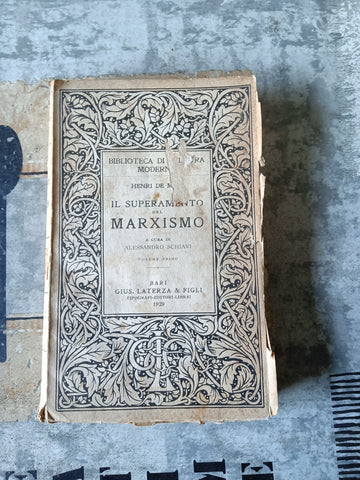 BIBLIOTECA DI
MODERN
HENRI DE
IL SUPERAMENTO
DEL
MARXISMO
A CURA DI
ALESSANDRO SCHIAVI
VOLUME PRIMO
BARI
GIUS. LATERZA & FIGLI
TIPOGRAFI-EDITORI-LIBRAI
1929